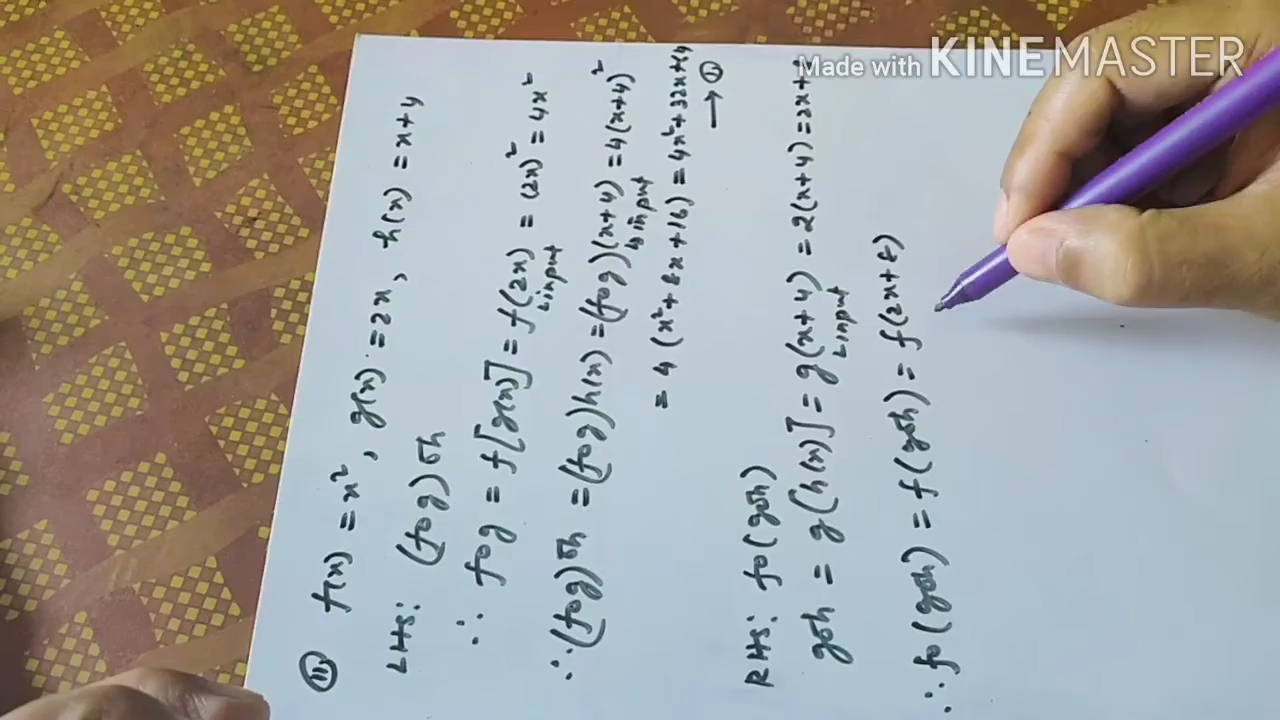 Made with KINEMASTER
(ii) f(x) = x², g(x) = 2x, h(x) = x+4
LHS: (fog)oh
∴ fog = f[g(x)] = f(2x) = (2x)² = 4x²
input
∴ (fog)oh = (fog)h(x) = (fog)(x+4) = 4(x+4)²
input
= 4(x²+8x+16) = 4x²+32x+64
→ ①
RHS: fo(goh)
goh = g(h(x)] = g(x+4) = 2(x+4) = 2x+
input
∴ fo(goh) = f(goh) = f(2x+8)